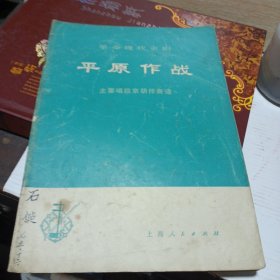 革命现代京剧
平原作战
主要唱段京胡伴奏谱
石
上海人民出版社